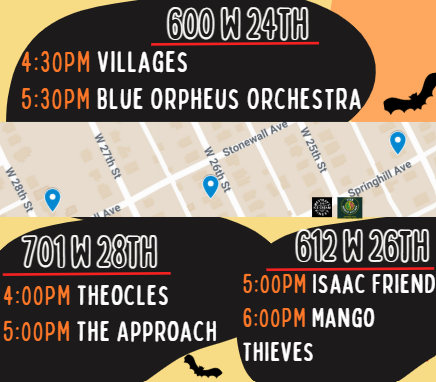 600 W 24TH
4:30PM VILLAGES
5:30PM BLUE ORPHEUS ORCHESTRA
W 28th St
W 27th St
W 26th St
Stonewall Ave
W 25th St
Springhill Ave
ll Ave
701 W 28TH
4:00PM THEOCLES
5:00PM THE APPROACH
612 W 26TH
5:00PM ISAAC FRIEND
6:00PM MANGO
THIEVES